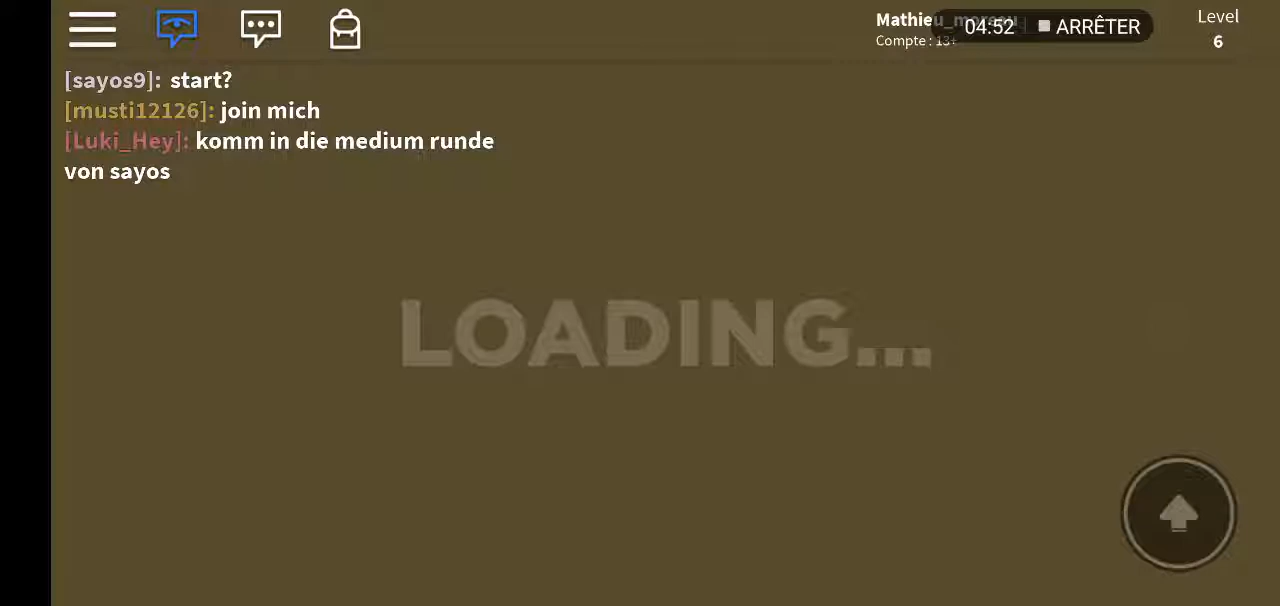 Mathieu_moreau
04:52
ARRÊTER
Level
Compte : 13+
6
[sayos9]: start?
[musti12126]: join mich
[Luki_Hey]: komm in die medium runde
von sayos
LOADING...